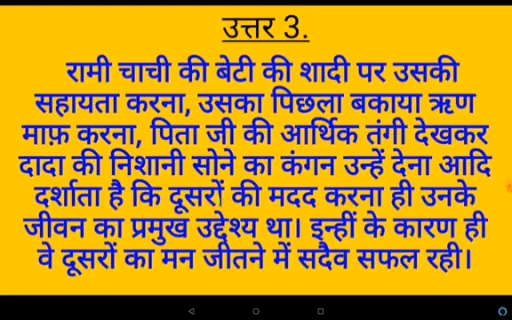 उत्तर 3.
रामी चाची की बेटी की शादी पर उसकी
सहायता करना, उसका पिछला बकाया ऋण
माफ़ करना, पिता जी की आर्थिक तंगी देखकर
दादा की निशानी सोने का कंगन उन्हें देना आदि
दर्शाता है कि दूसरों की मदद करना ही उनके
जीवन का प्रमुख उद्देश्य था। इन्हीं के कारण ही
वे दूसरों का मन जीतने में सदैव सफल रही।